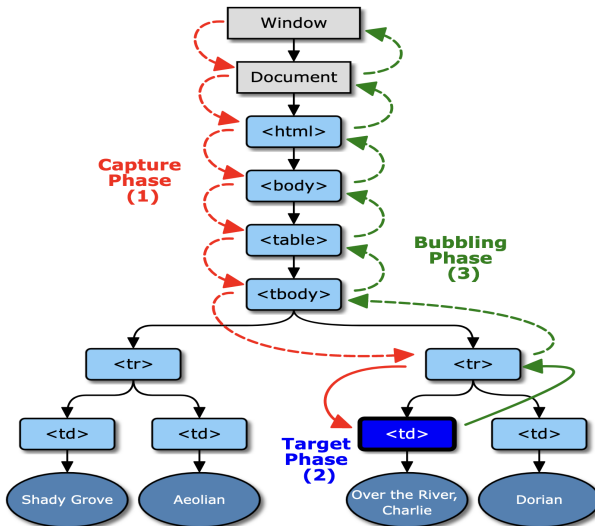 Window
Document
<html>
Capture
Phase
(1)
<body>
<table>
Bubbling
Phase
(3)
<tbody>
<tr>
<tr>
<td>
<td>
Target
Phase
(2)
<td>
<td>
Shady Grove
Aeolian
Over the River,
Charlie
Dorian